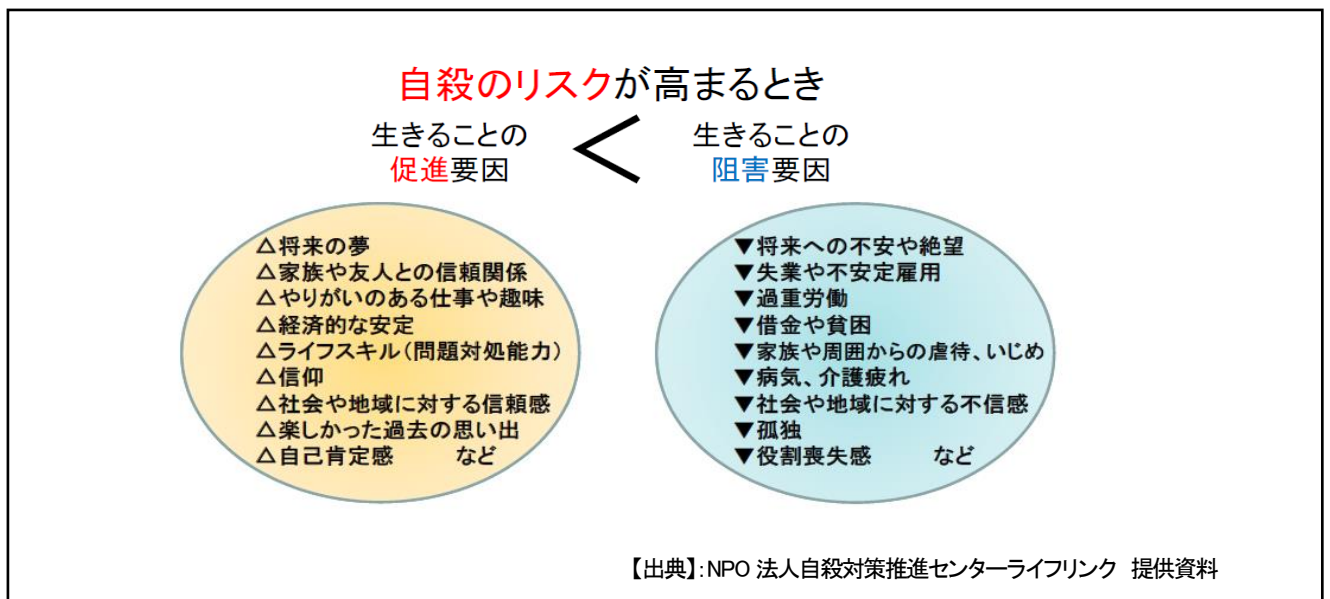 自殺のリスクが高まるとき
生きることの
促進要因
<
生きることの
阻害要因
△将来の夢
△家族や友人との信頼関係
△やりがいのある仕事や趣味
△経済的な安定
△ライフスキル(問題対処能力)
△信仰
△社会や地域に対する信頼感
△楽しかった過去の思い出
△自己肯定感　　　など
▼将来への不安や絶望
▼失業や不安定雇用
▼過重労働
▼借金や貧困
▼家族や周囲からの虐待、いじめ
▼病気、介護疲れ
▼社会や地域に対する不信感
▼孤独
▼役割喪失感　　　など
【出典】:NPO 法人自殺対策推進センターライフリンク　提供資料